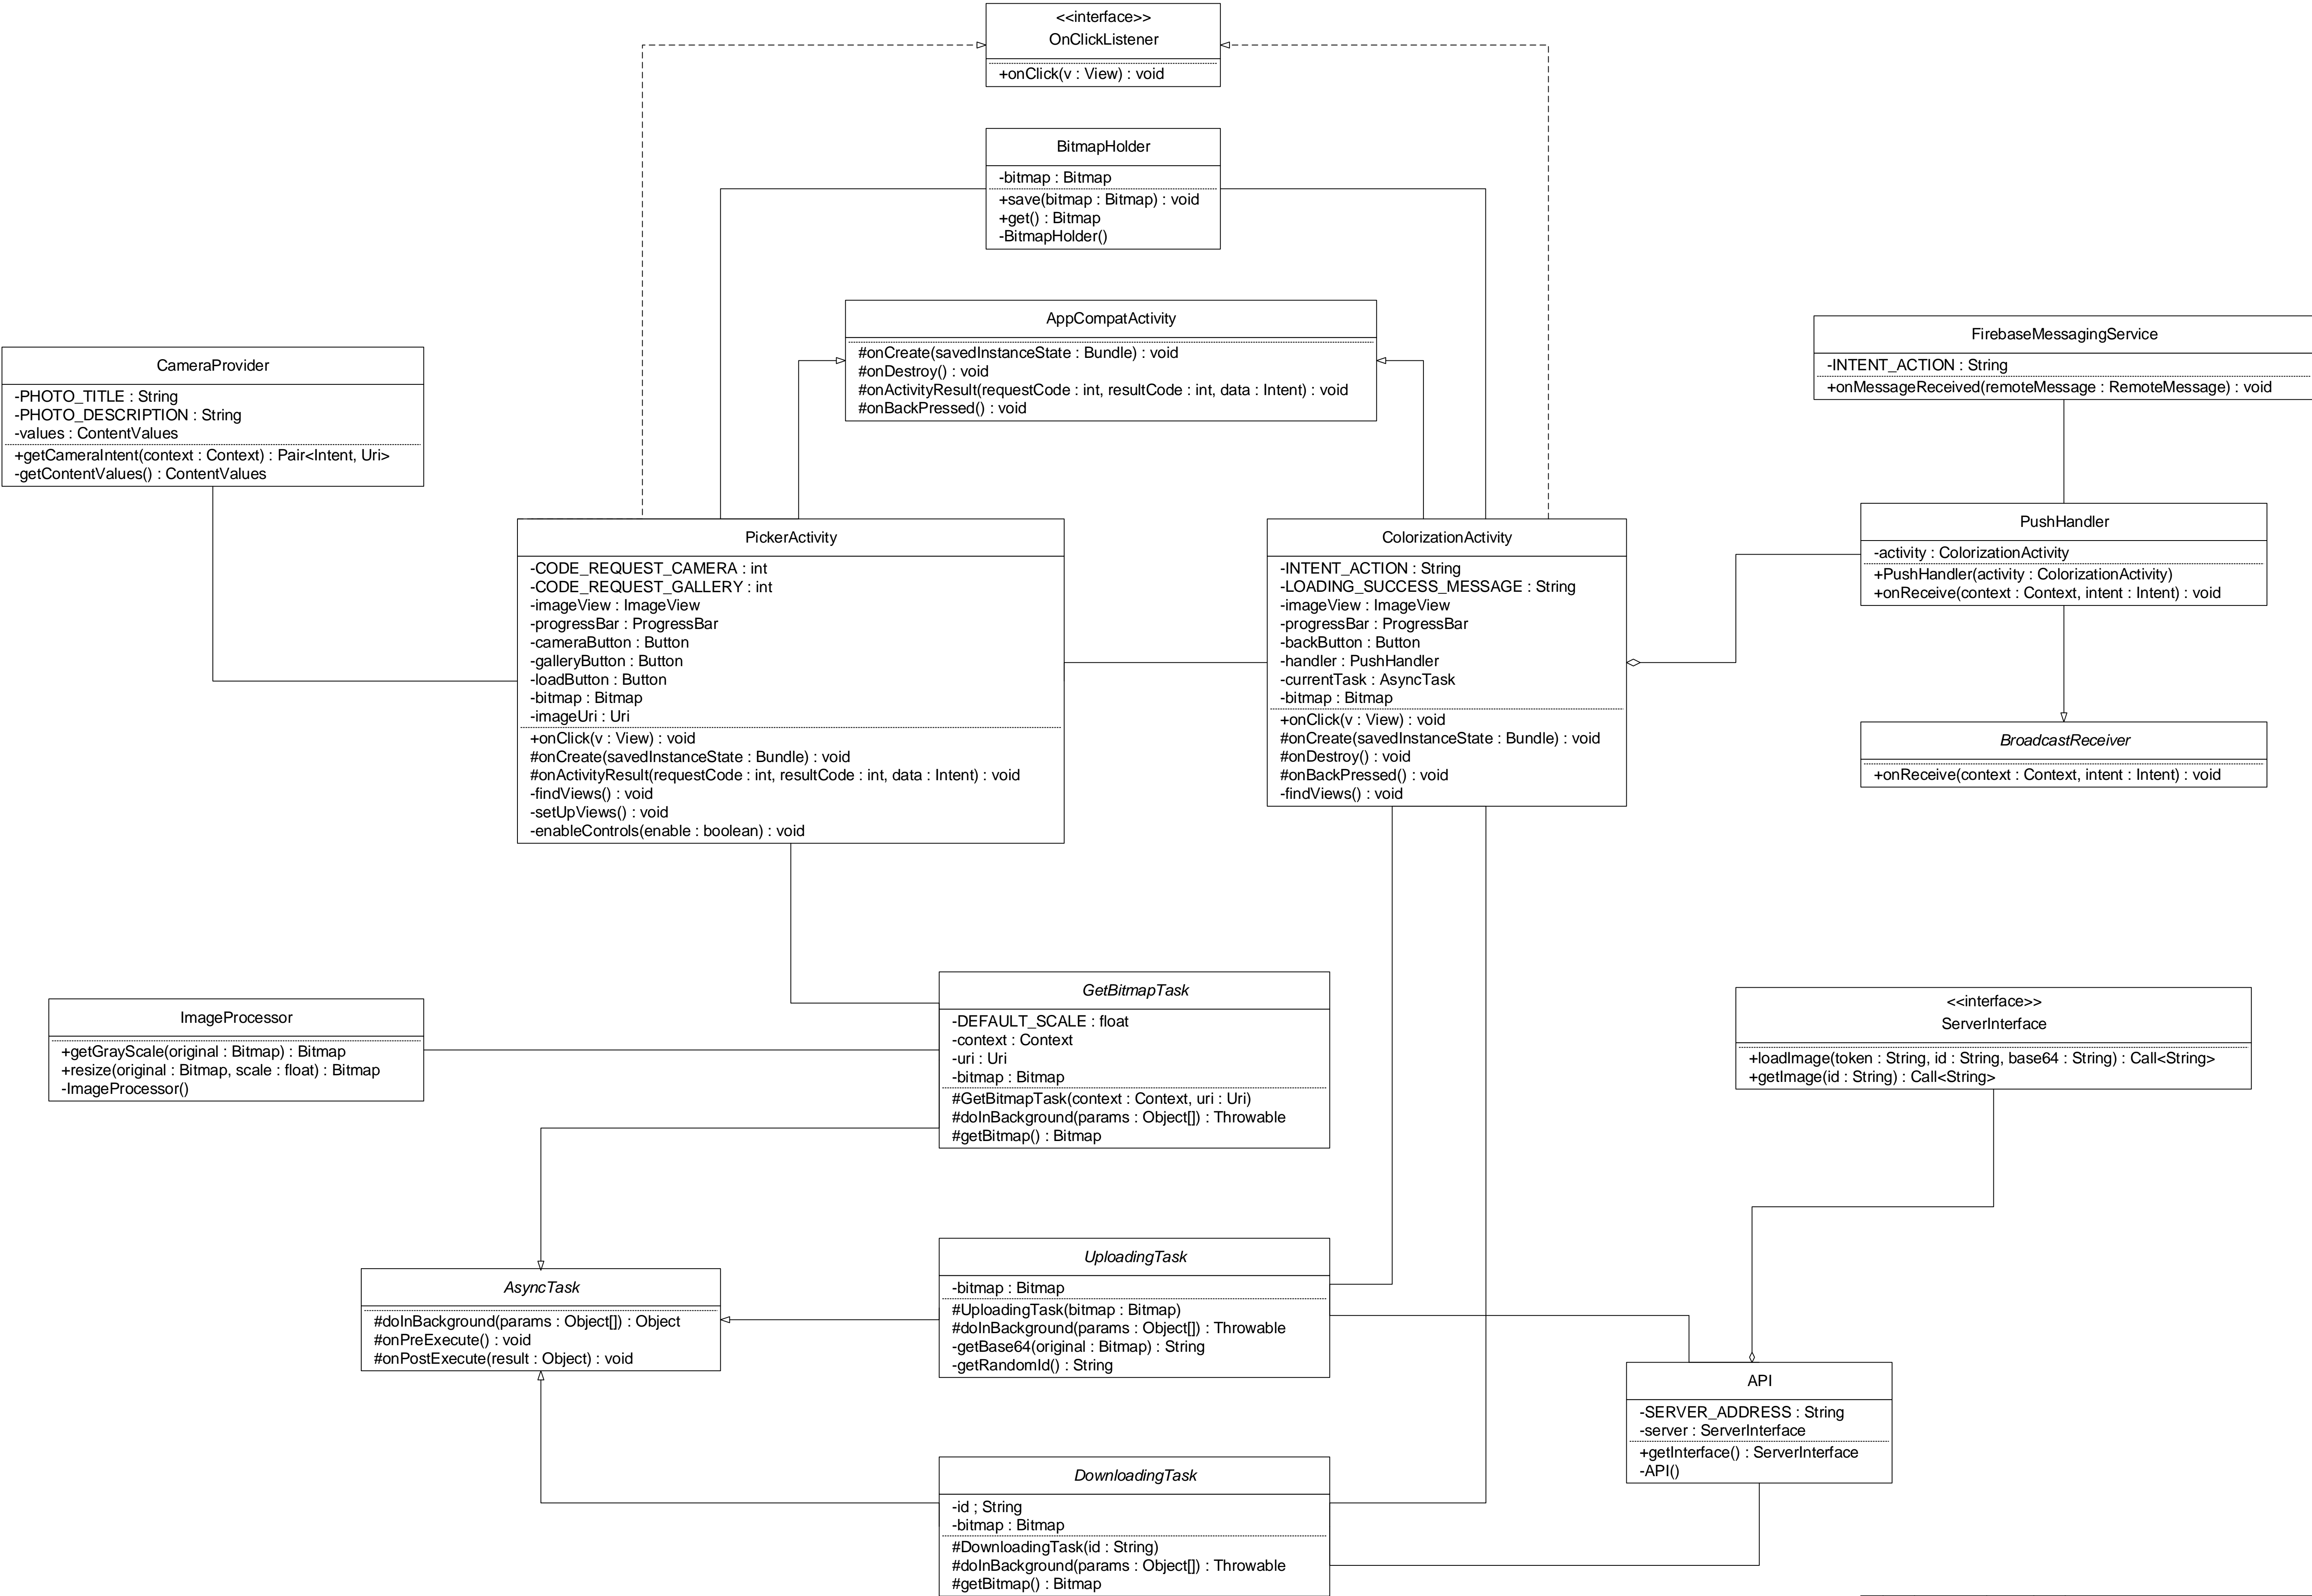 <<interface>>
OnClickListener
+onClick(v : View) : void
BitmapHolder
-bitmap : Bitmap
+save(bitmap : Bitmap) : void
+get() : Bitmap
-BitmapHolder()
AppCompatActivity
#onCreate(savedInstanceState : Bundle) : void
#onDestroy() : void
#onActivityResult(requestCode : int, resultCode : int, data : Intent) : void
#onBackPressed() : void
FirebaseMessagingService
-INTENT_ACTION : String
+onMessageReceived(remoteMessage : RemoteMessage) : void
CameraProvider
-PHOTO_TITLE : String
-PHOTO_DESCRIPTION : String
-values : ContentValues
+getCameraIntent(context : Context) : Pair<Intent, Uri>
-getContentValues() : ContentValues
PickerActivity
-CODE_REQUEST_CAMERA : int
-CODE_REQUEST_GALLERY : int
-imageView : ImageView
-progressBar : ProgressBar
-cameraButton : Button
-galleryButton : Button
-loadButton : Button
-bitmap : Bitmap
-imageUri : Uri
+onClick(v : View) : void
#onCreate(savedInstanceState : Bundle) : void
#onActivityResult(requestCode : int, resultCode : int, data : Intent) : void
-findViews() : void
-setUpViews() : void
-enableControls(enable : boolean) : void
ColorizationActivity
-INTENT_ACTION : String
-LOADING_SUCCESS_MESSAGE : String
-imageView : ImageView
-progressBar : ProgressBar
-backButton : Button
-handler : PushHandler
-currentTask : AsyncTask
-bitmap : Bitmap
+onClick(v : View) : void
#onCreate(savedInstanceState : Bundle) : void
#onDestroy() : void
#onBackPressed() : void
-findViews() : void
PushHandler
-activity : ColorizationActivity
+PushHandler(activity : ColorizationActivity)
+onReceive(context : Context, intent : Intent) : void
BroadcastReceiver
+onReceive(context : Context, intent : Intent) : void
ImageProcessor
+getGrayScale(original : Bitmap) : Bitmap
+resize(original : Bitmap, scale : float) : Bitmap
-ImageProcessor()
GetBitmapTask
-DEFAULT_SCALE : float
-context : Context
-uri : Uri
-bitmap : Bitmap
#GetBitmapTask(context : Context, uri : Uri)
#doInBackground(params : Object[]) : Throwable
#getBitmap() : Bitmap
<<interface>>
ServerInterface
+loadImage(token : String, id : String, base64 : String) : Call<String>
+getImage(id : String) : Call<String>
AsyncTask
#doInBackground(params : Object[]) : Object
#onPreExecute() : void
#onPostExecute(result : Object) : void
UploadingTask
-bitmap : Bitmap
#UploadingTask(bitmap : Bitmap)
#doInBackground(params : Object[]) : Throwable
-getBase64(original : Bitmap) : String
-getRandomId() : String
API
-SERVER_ADDRESS : String
-server : ServerInterface
+getInterface() : ServerInterface
-API()
DownloadingTask
-id ; String
-bitmap : Bitmap
#DownloadingTask(id : String)
#doInBackground(params : Object[]) : Throwable
#getBitmap() : Bitmap